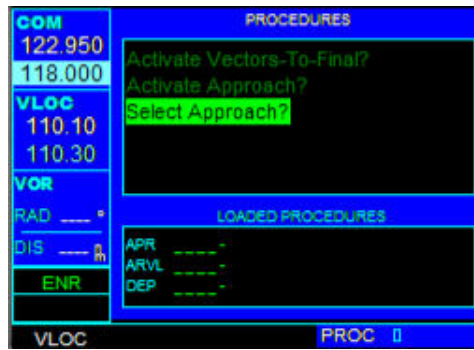 COM
122.950
118.000
VLOC
110.10
110.30
VOR
RAD ___ °
DIS ___ nm
ENR
VLOC
PROCEDURES
Activate Vectors-To-Final?
Activate Approach?
Select Approach?
LOADED PROCEDURES
APR ____-
ARVL ____-
DEP ____-
PROC